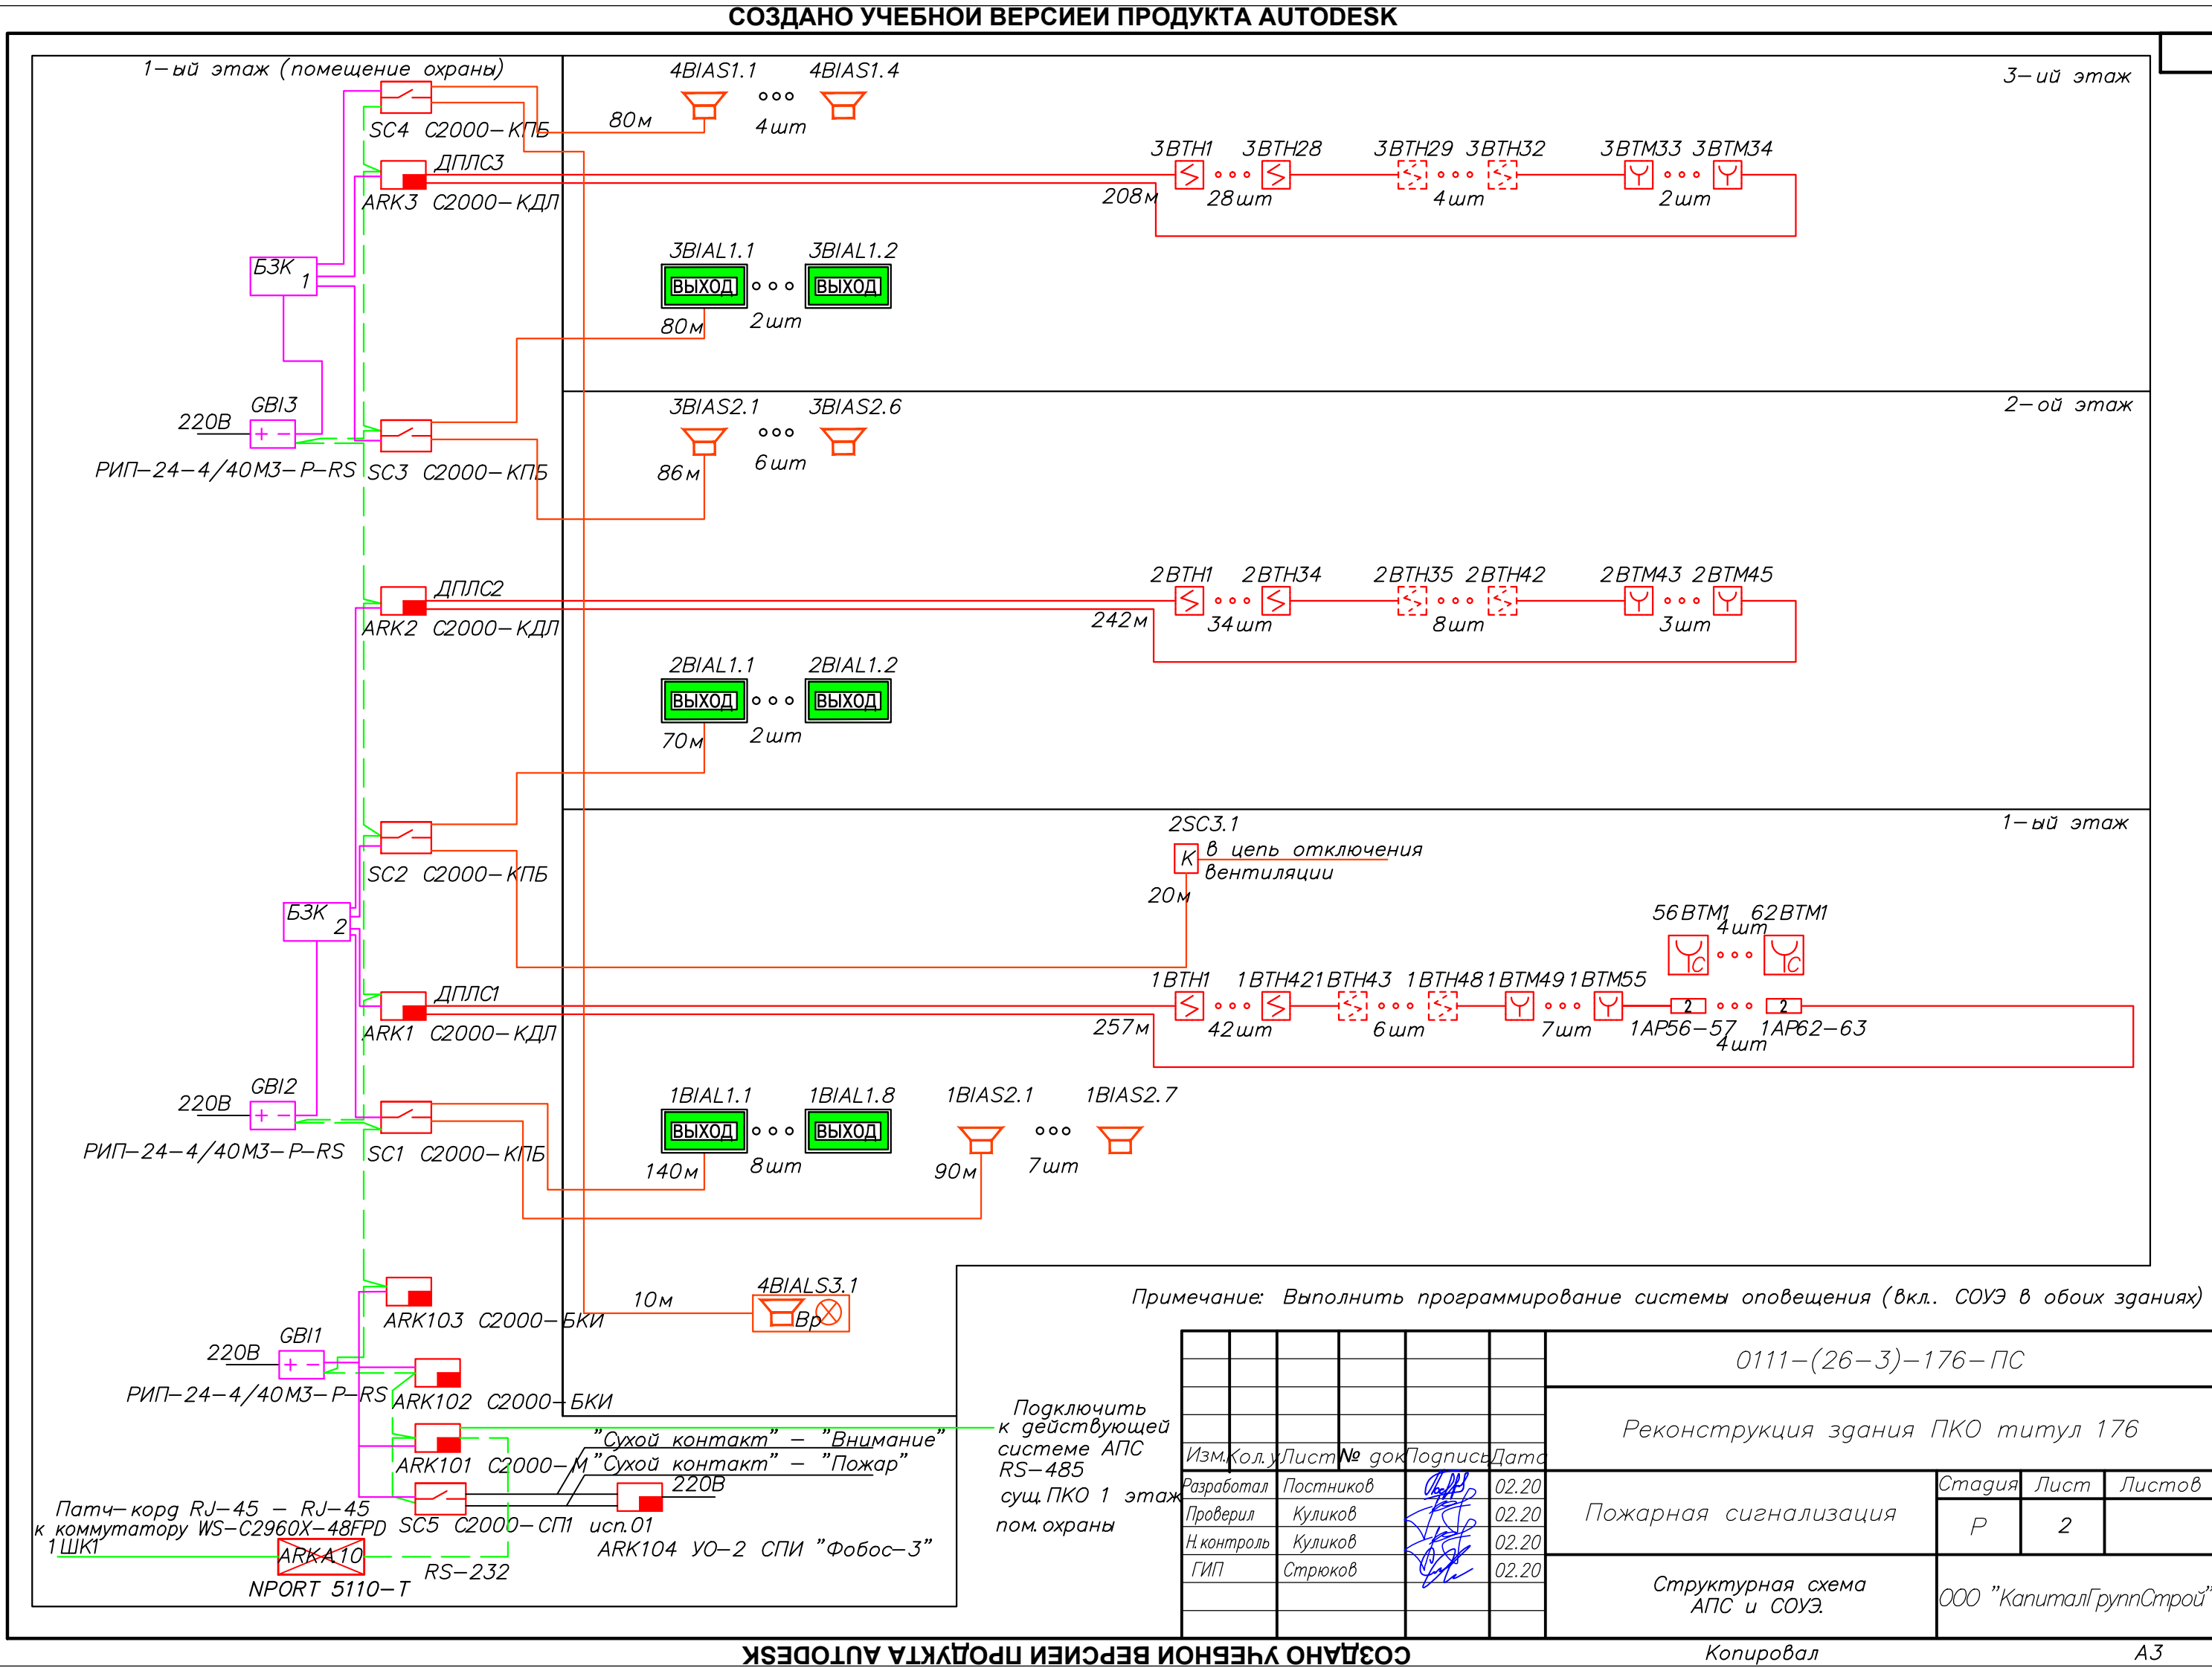 СОЗДАНО УЧЕБНОЙ ВЕРСИЕЙ ПРОДУКТА AUTODESK
1-ый этаж (помещение охраны)
SC4 С2000-КПБ
ДПЛС3
ARK3 С2000-КДЛ
БЗК 1
GBI3
220В
РИП-24-4/40М3-Р-RS
SC3 С2000-КПБ
ДПЛС2
ARK2 С2000-КДЛ
SC2 С2000-КПБ
БЗК 2
ДПЛС1
ARK1 С2000-КДЛ
GBI2
220В
РИП-24-4/40М3-Р-RS
SC1 С2000-КПБ
ARK103 С2000-БКИ
GBI1
220В
РИП-24-4/40М3-Р-RS
ARK102 С2000-БКИ
ARK101 С2000-М
"Сухой контакт" - "Внимание"
"Сухой контакт" - "Пожар"
220В
SC5 С2000-СП1 исп.01
ARK104 УО-2 СПИ "Фобос-3"
Патч-корд RJ-45 - RJ-45
к коммутатору WS-C2960X-48FPD
1ШК1
ARKA10
RS-232
NPORT 5110-T
3-ий этаж
4BIAS1.1 4BIAS1.4
80м
4шт
3BTH1 3BTH28 3BTH29 3BTH32 3BTM33 3BTM34
208м 28шт 4шт 2шт
3BIAL1.1 3BIAL1.2
ВЫХОД ВЫХОД
80м 2шт
2-ой этаж
3BIAS2.1 3BIAS2.6
86м 6шт
2BTH1 2BTH34 2BTH35 2BTH42 2BTM43 2BTM45
242м 34шт 8шт 3шт
2BIAL1.1 2BIAL1.2
ВЫХОД ВЫХОД
70м 2шт
1-ый этаж
2SC3.1
К в цепь отключения
вентиляции
20м
56BTM1 62BTM1
4шт
С С
1BTH1 1BTH42 1BTH43 1BTH48 1BTM49 1BTM55
2 2
257м 42шт 6шт 7шт 1АР56-57 1АР62-63
4шт
1BIAL1.1 1BIAL1.8 1BIAS2.1 1BIAS2.7
ВЫХОД ВЫХОД
140м 8шт 90м 7шт
4BIALS3.1
10м
Вр
Подключить
к действующей
системе АПС
RS-485
сущ. ПКО 1 этаж
пом. охраны
Примечание: Выполнить программирование системы оповещения (вкл.. СОУЭ в обоих зданиях)
0111-(26-3)-176-ПС
Реконструкция здания ПКО титул 176
Изм. Кол.у Лист № док Подпись Дата
Разработал Постников 02.20
Проверил Куликов 02.20
Н.контроль Куликов 02.20
ГИП Стрюков 02.20
Пожарная сигнализация
Стадия Лист Листов
Р 2
Структурная схема
АПС и СОУЭ.
ООО "КапиталГруппСтрой"
Копировал А3
СОЗДАНО УЧЕБНОЙ ВЕРСИЕЙ ПРОДУКТА AUTODESK